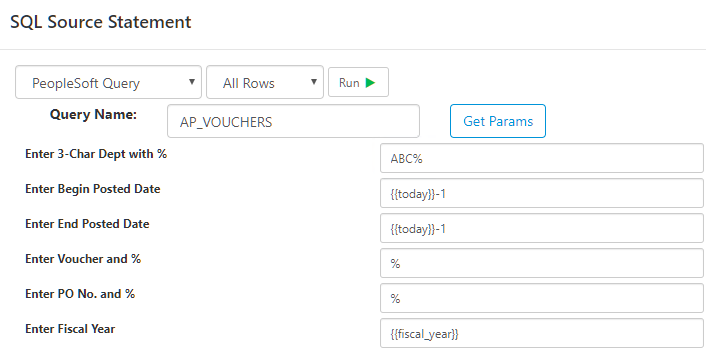 SQL Source Statement
PeopleSoft Query All Rows Run
Query Name: AP_VOUCHERS Get Params
Enter 3-Char Dept with % ABC%
Enter Begin Posted Date {{today}}-1
Enter End Posted Date {{today}}-1
Enter Voucher and % %
Enter PO No. and % %
Enter Fiscal Year {{fiscal_year}}